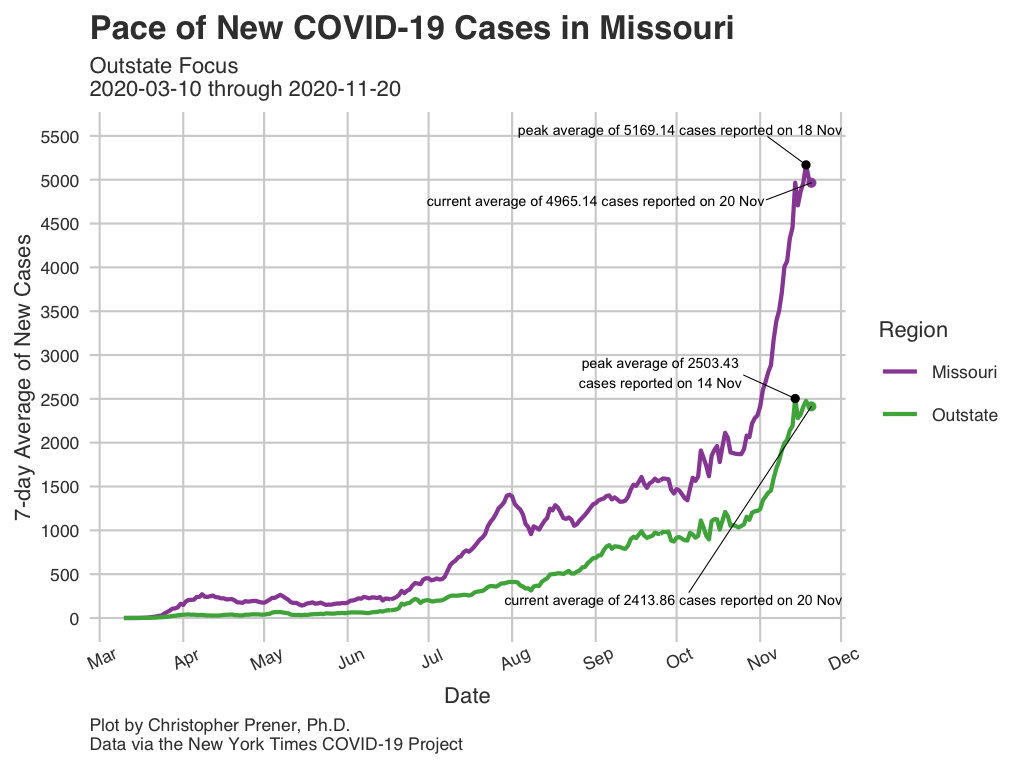 Pace of New COVID-19 Cases in Missouri
Outstate Focus
2020-03-10 through 2020-11-20
7-day Average of New Cases
5500
5000
4500
4000
3500
3000
2500
2000
1500
1000
500
0
peak average of 5169.14 cases reported on 18 Nov
current average of 4965.14 cases reported on 20 Nov
peak average of 2503.43
cases reported on 14 Nov
current average of 2413.86 cases reported on 20 Nov
Mar
Apr
May
Jun
Jul
Aug
Sep
Oct
Nov
Dec
Date
Region
Missouri
Outstate
Plot by Christopher Prener, Ph.D.
Data via the New York Times COVID-19 Project